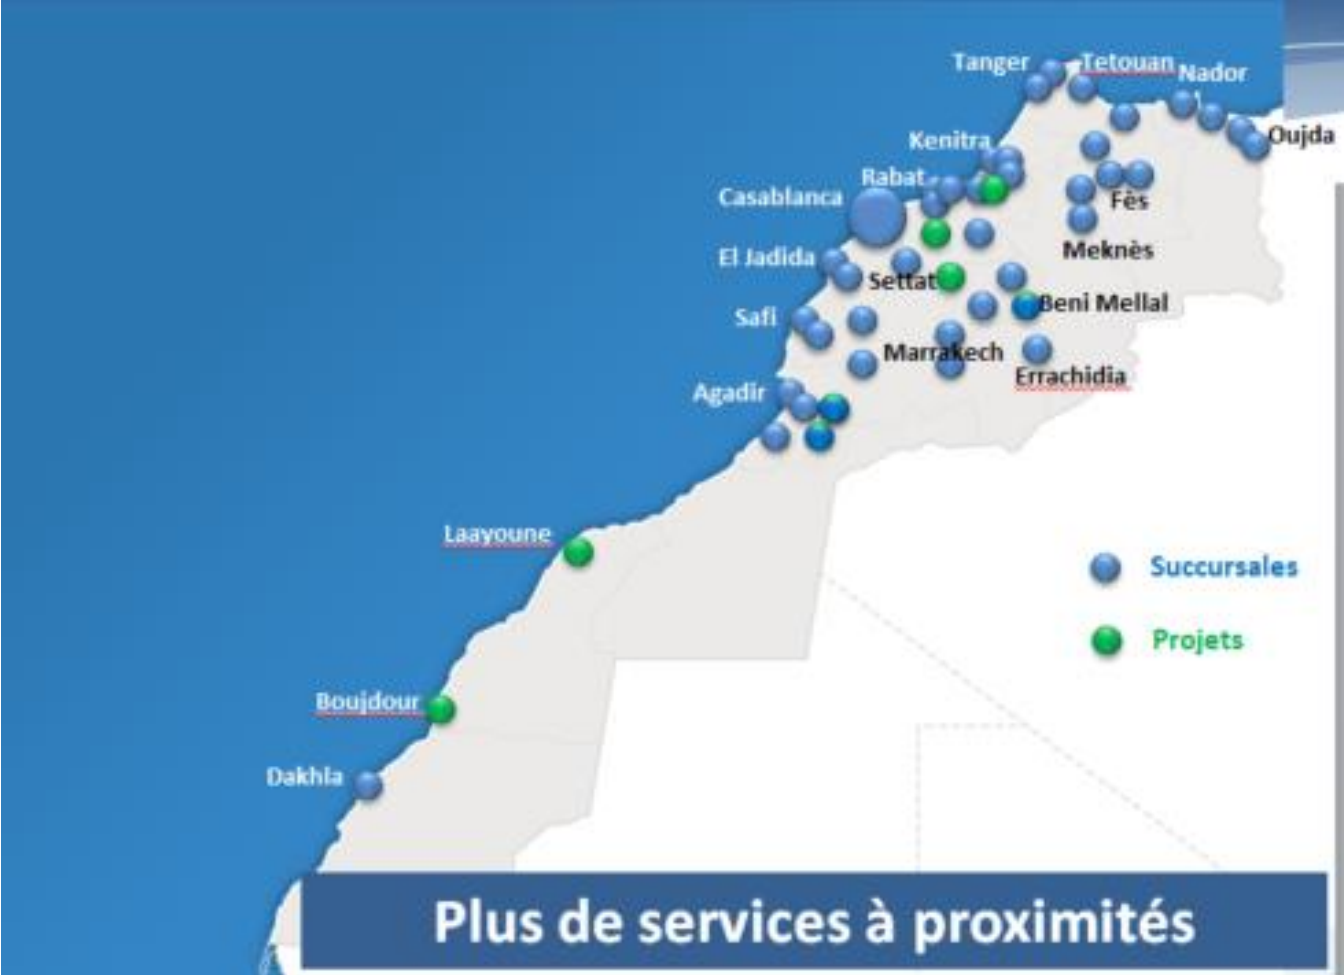 Tanger
Tetouan
Nador
Kenitra
Oujda
Rabat
Casablanca
Fès
Meknès
El Jadida
Settat
Beni Mellal
Safi
Marrakech
Errachidia
Agadir
Laayoune
Succursales
Projets
Boujdour
Dakhla
Plus de services à proximités